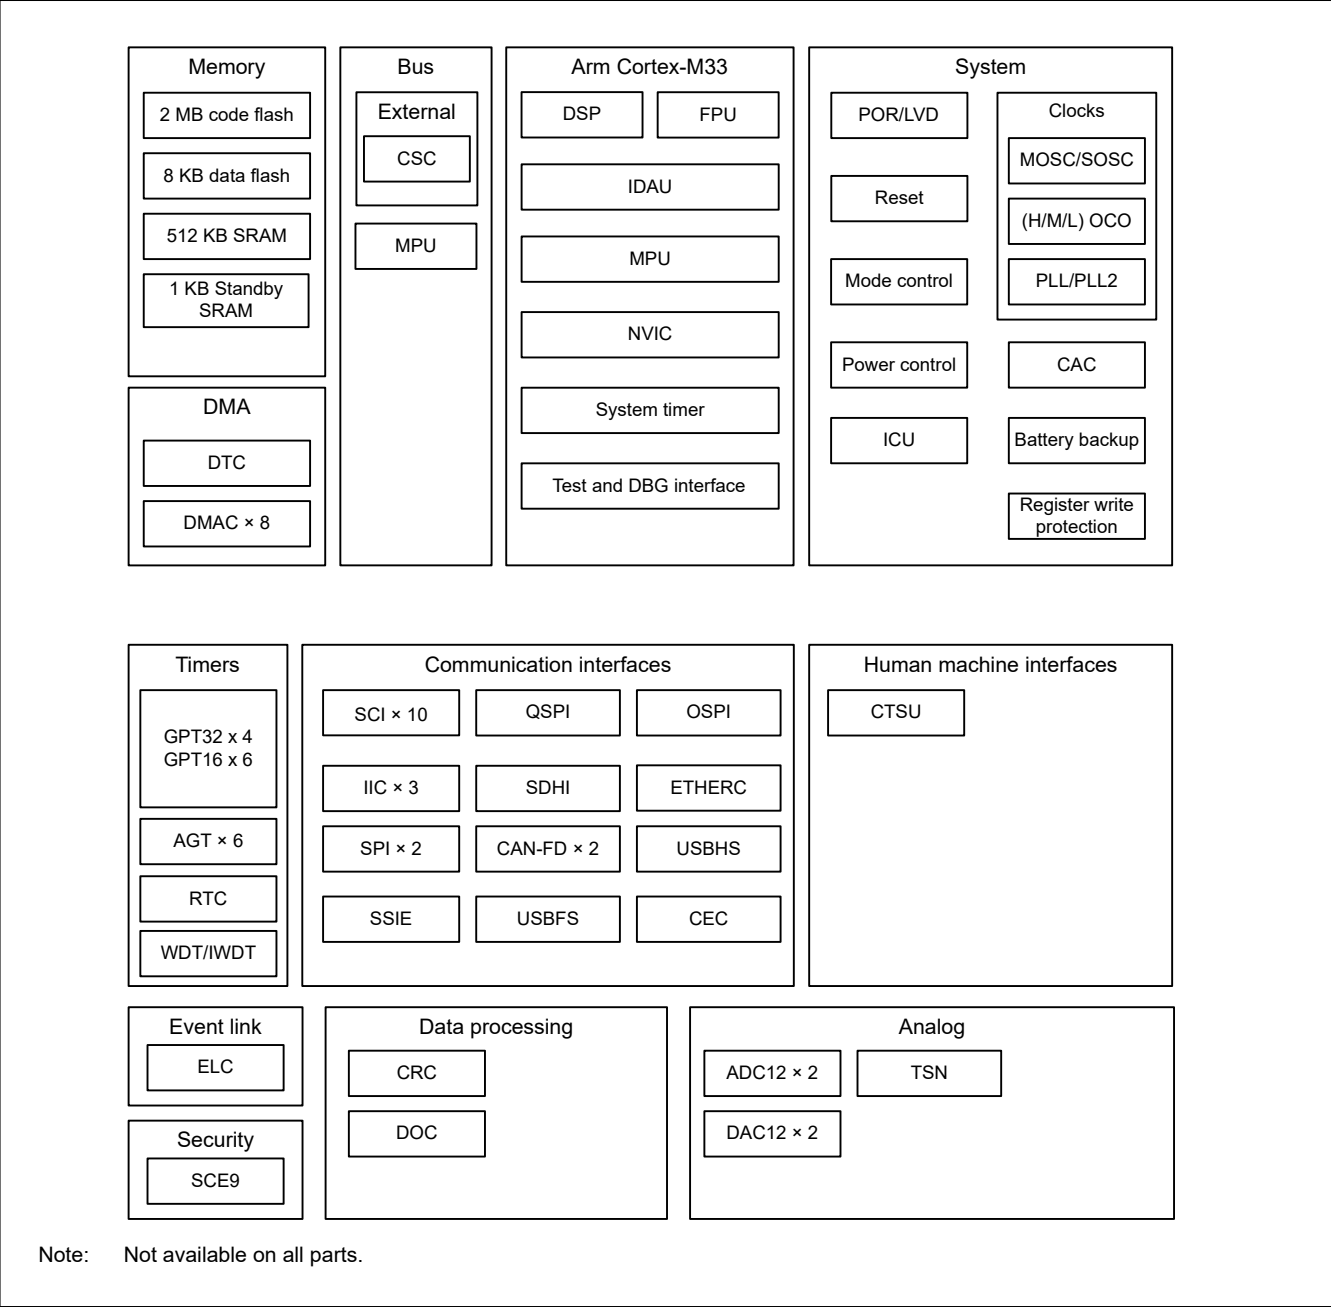 Memory
2 MB code flash
8 KB data flash
512 KB SRAM
1 KB Standby
SRAM
DMA
DTC
DMAC × 8
Bus
External
CSC
MPU
Arm Cortex-M33
DSP
FPU
IDAU
MPU
NVIC
System timer
Test and DBG interface
System
POR/LVD
Reset
Mode control
Power control
ICU
Clocks
MOSC/SOSC
(H/M/L) OCO
PLL/PLL2
CAC
Battery backup
Register write
protection
Timers
GPT32 x 4
GPT16 x 6
AGT × 6
RTC
WDT/IWDT
Communication interfaces
SCI × 10
QSPI
OSPI
IIC × 3
SDHI
ETHERC
SPI × 2
CAN-FD × 2
USBHS
SSIE
USBFS
CEC
Human machine interfaces
CTSU
Event link
ELC
Security
SCE9
Data processing
CRC
DOC
Analog
ADC12 × 2
TSN
DAC12 × 2
Note: Not available on all parts.